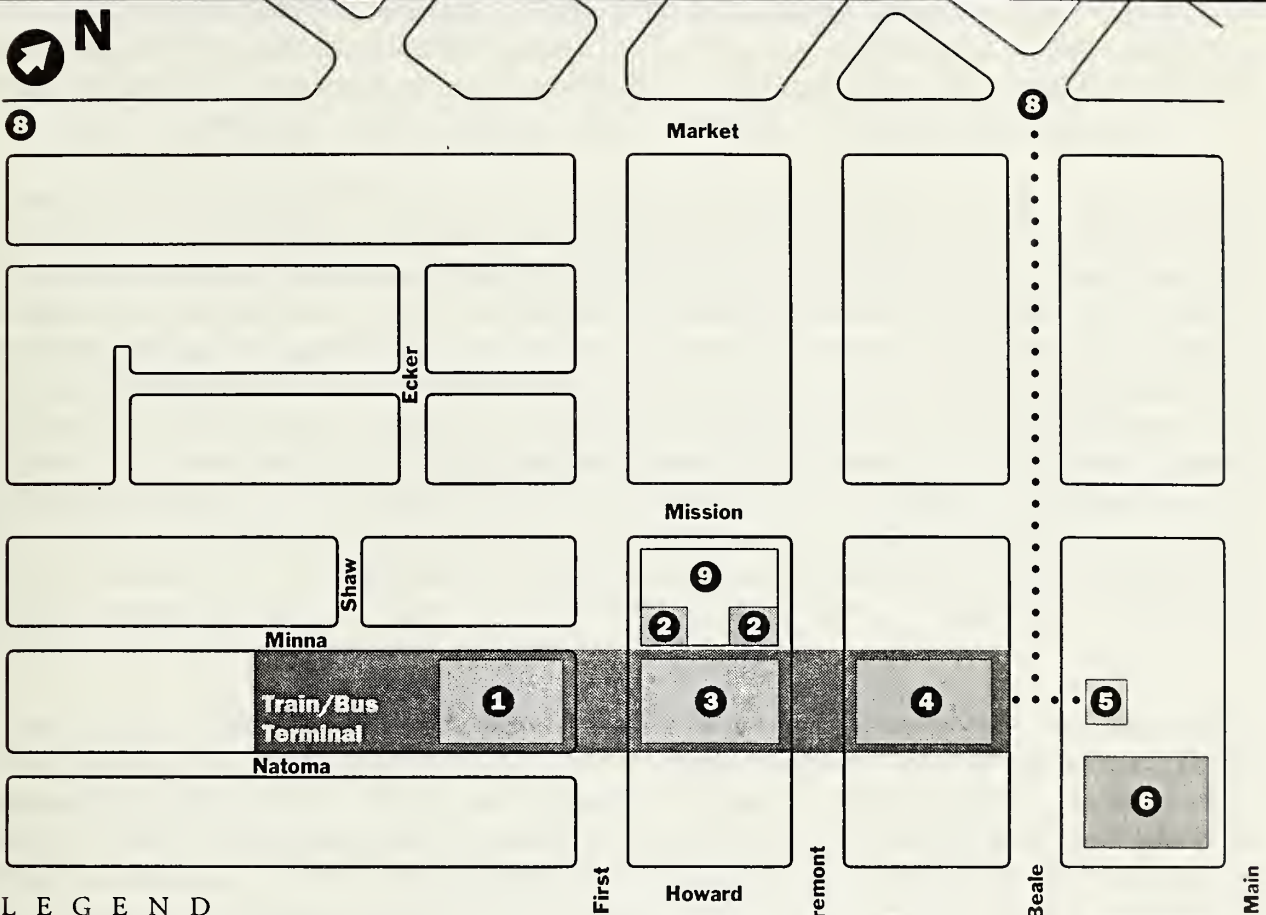 N
8
8
Market
Ecker
Mission
Shaw
9
2
2
Minna
Train/Bus
Terminal
1
3
4
5
Natoma
6
First
Howard
remont
Beale
Main
LEGEND